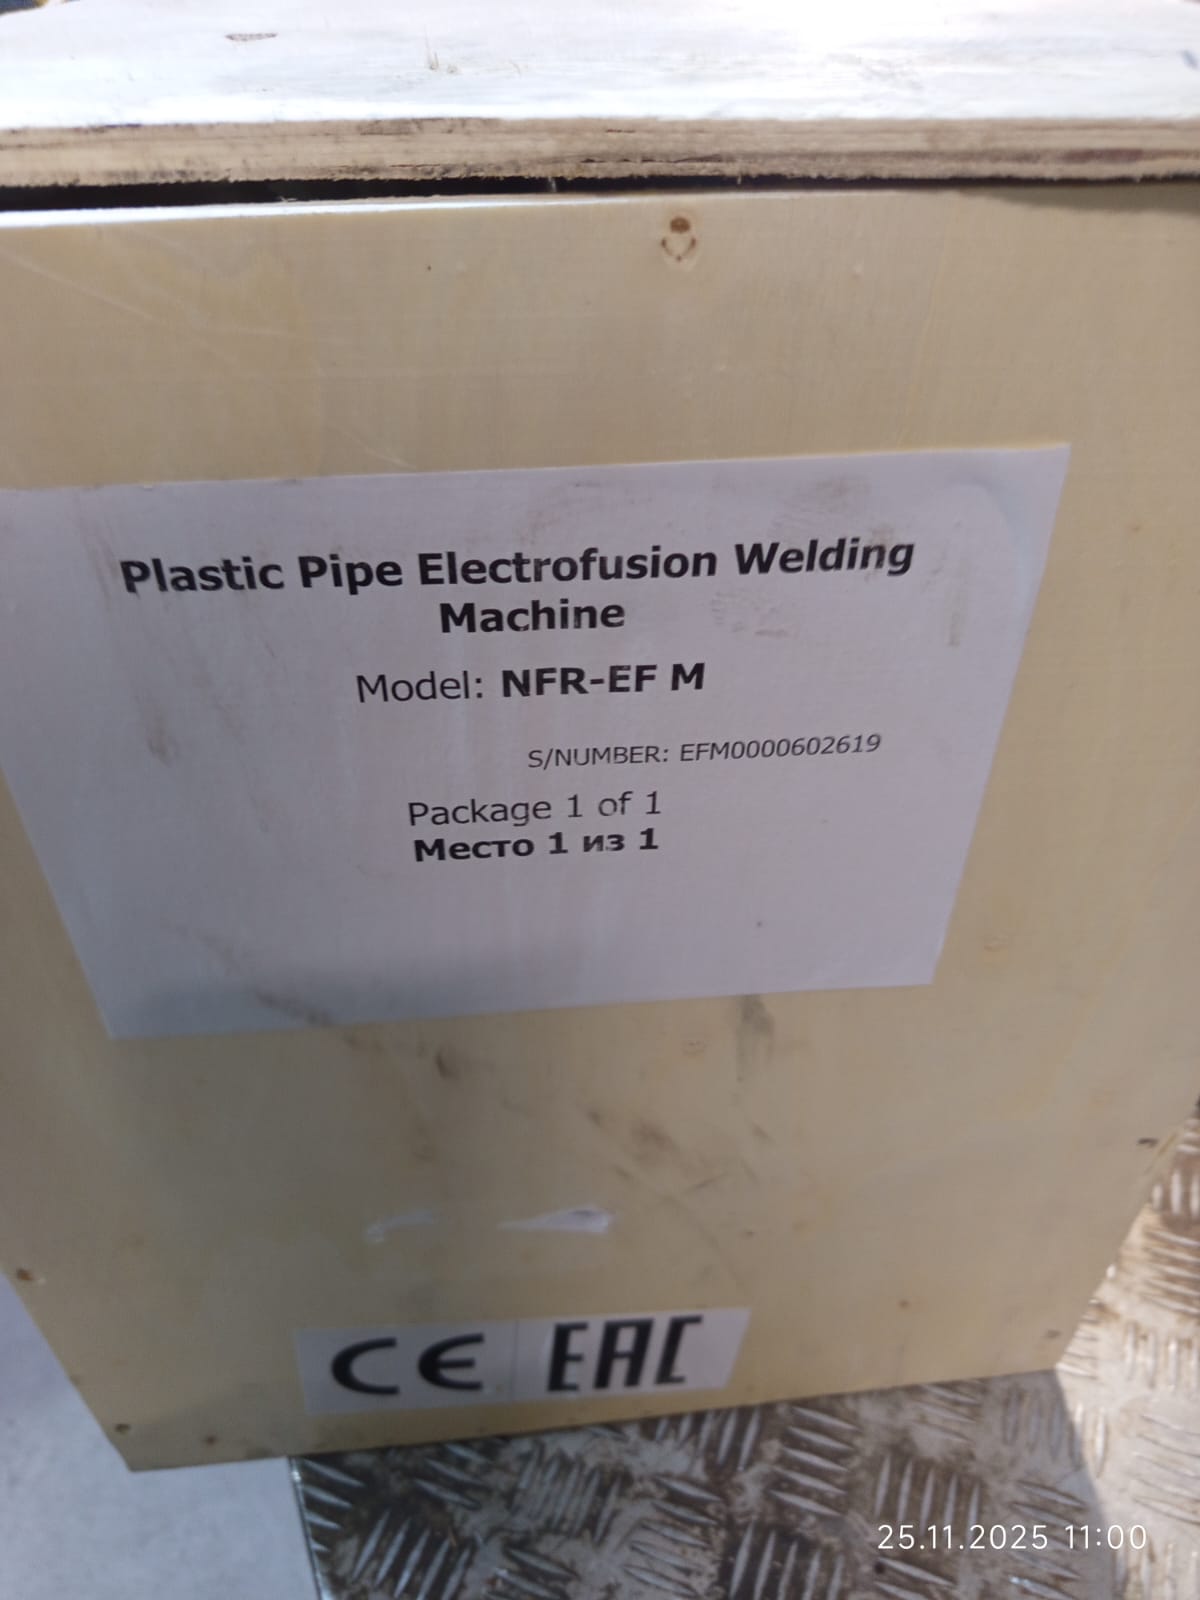 Plastic Pipe Electrofusion Welding
Machine
Model: NFR-EF M
S/NUMBER: EFM0000602619
Package 1 of 1
Место 1 из 1
CE EAC
25.11.2025 11:00